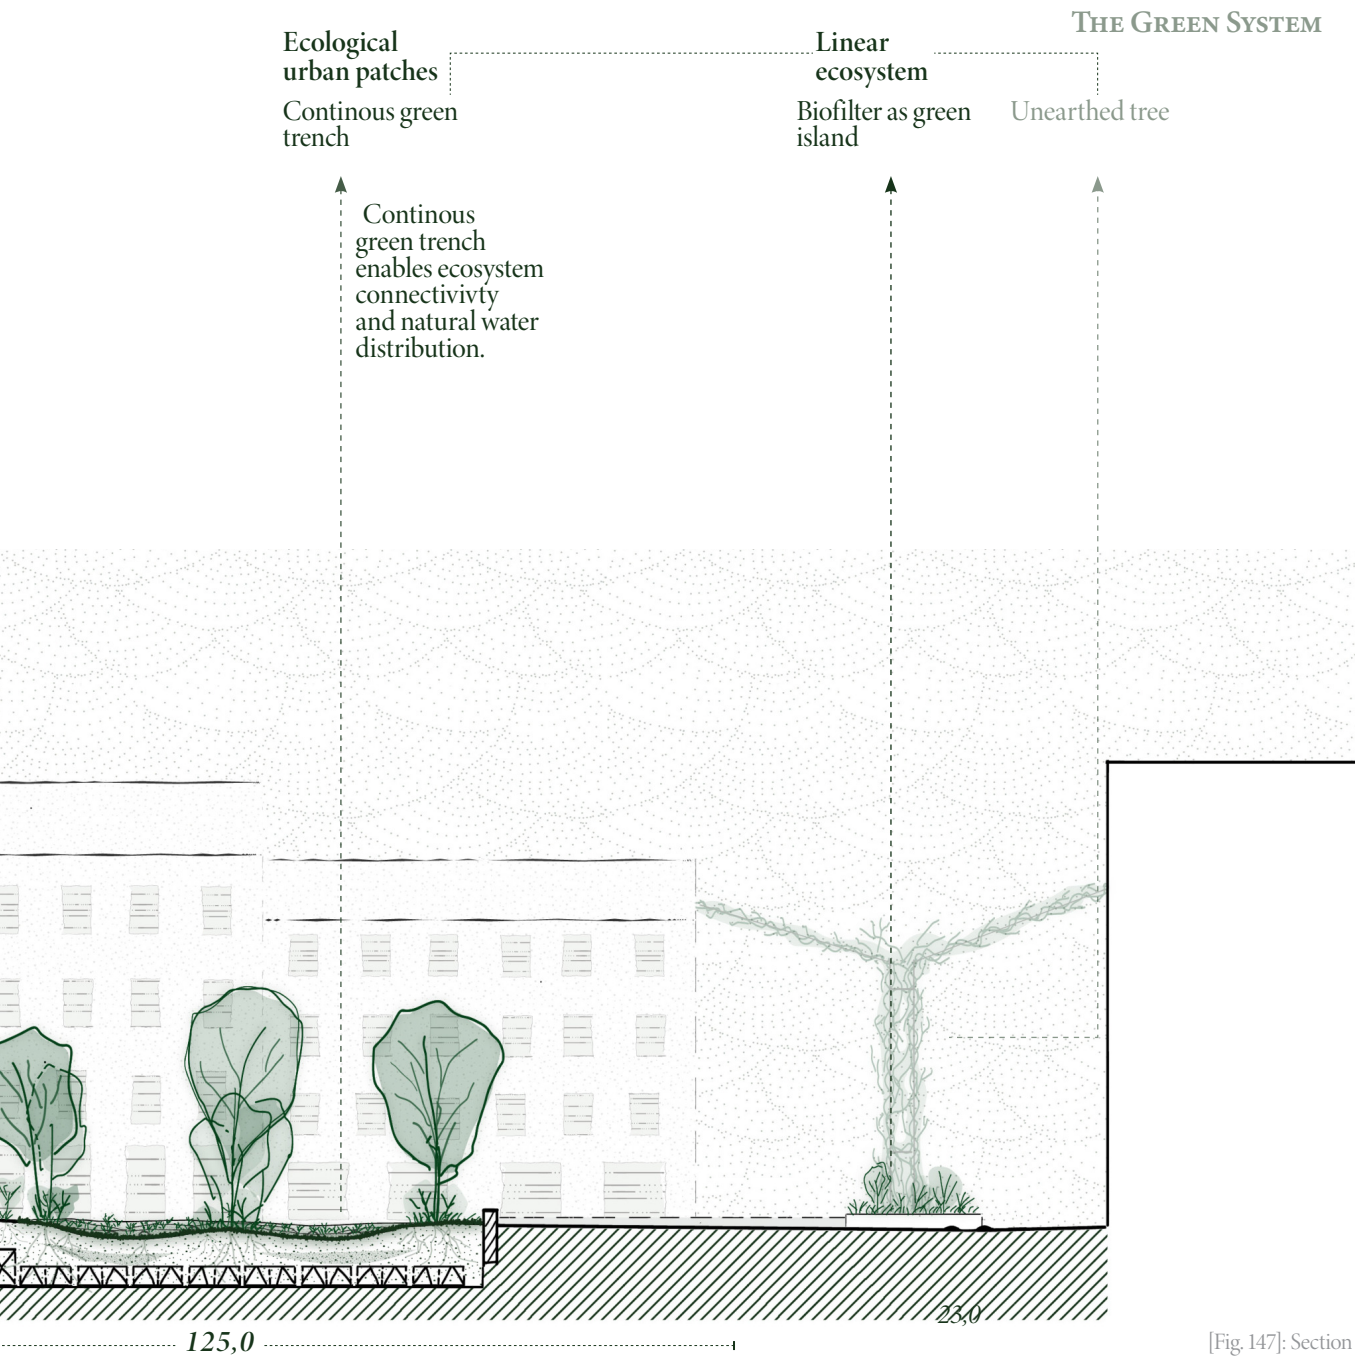 THE GREEN SYSTEM
Ecological
urban patches
Continous green
trench
Linear
ecosystem
Biofilter as green
island
Unearthed tree
Continous
green trench
enables ecosystem
connectivivty
and natural water
distribution.
23,0
125,0
[Fig. 147]: Section